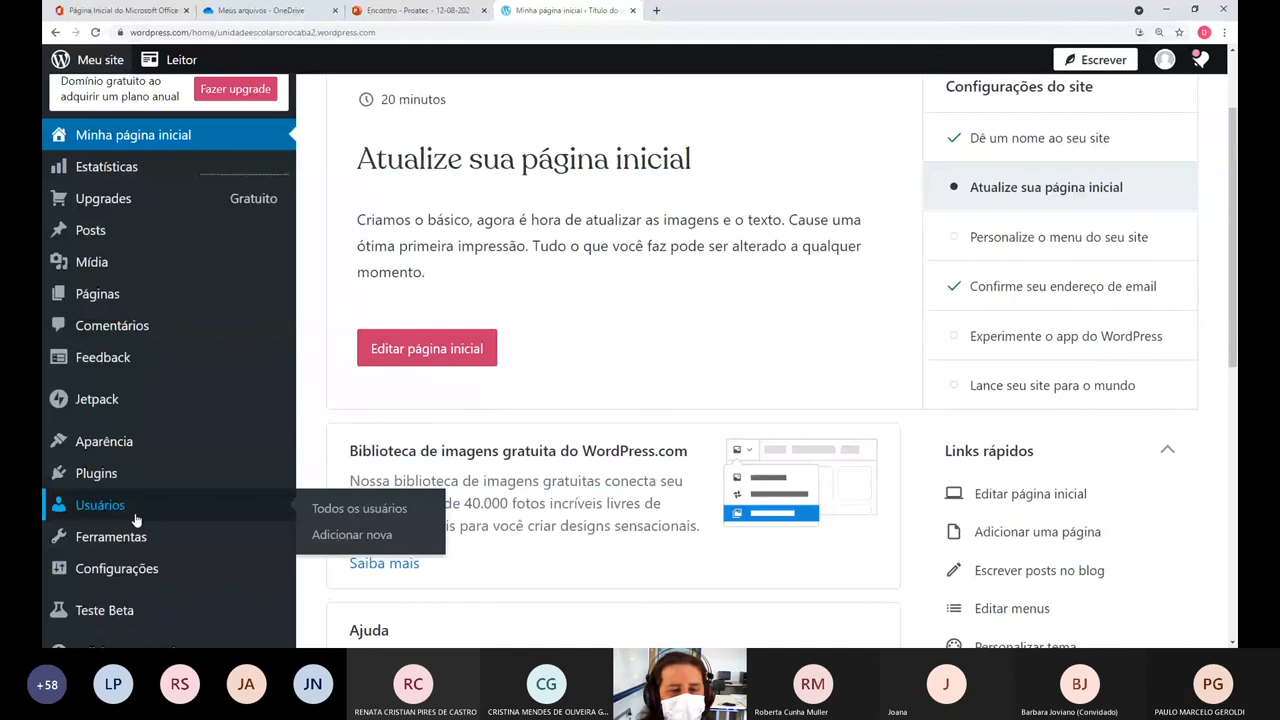 Página Inicial do Microsoft Office
Meus arquivos - OneDrive
Encontro - Proatec - 12-08-202
Minha página inicial ‹ Título do
wordpress.com/home/unidadeescolarsorocaba2.wordpress.com
D
Meu site
Leitor
Escrever
Domínio gratuito ao
adquirir um plano anual
Fazer upgrade
Minha página inicial
Estatísticas
Upgrades
Gratuito
Posts
Mídia
Páginas
Comentários
Feedback
Jetpack
Aparência
Plugins
Usuários
Todos os usuários
Adicionar nova
Ferramentas
Configurações
Teste Beta
20 minutos
Atualize sua página inicial
Criamos o básico, agora é hora de atualizar as imagens e o texto. Cause uma
ótima primeira impressão. Tudo o que você faz pode ser alterado a qualquer
momento.
Editar página inicial
Configurações do site
Dê um nome ao seu site
Atualize sua página inicial
Personalize o menu do seu site
Confirme seu endereço de email
Experimente o app do WordPress
Lance seu site para o mundo
Biblioteca de imagens gratuita do WordPress.com
Nossa biblioteca de imagens gratuitas conecta seu
de 40.000 fotos incríveis livres de
para você criar designs sensacionais.
Saiba mais
Ajuda
Links rápidos
Editar página inicial
Adicionar uma página
Escrever posts no blog
Editar menus
Personalizar tema
+58
LP
RS
JA
JN
RC
RENATA CRISTIAN PIRES DE CASTRO
CG
CRISTINA MENDES DE OLIVEIRA G...
RM
Roberta Cunha Muller
J
Joana
BJ
Barbara Joviano (Convidado)
PG
PAULO MARCELO GEROLDI